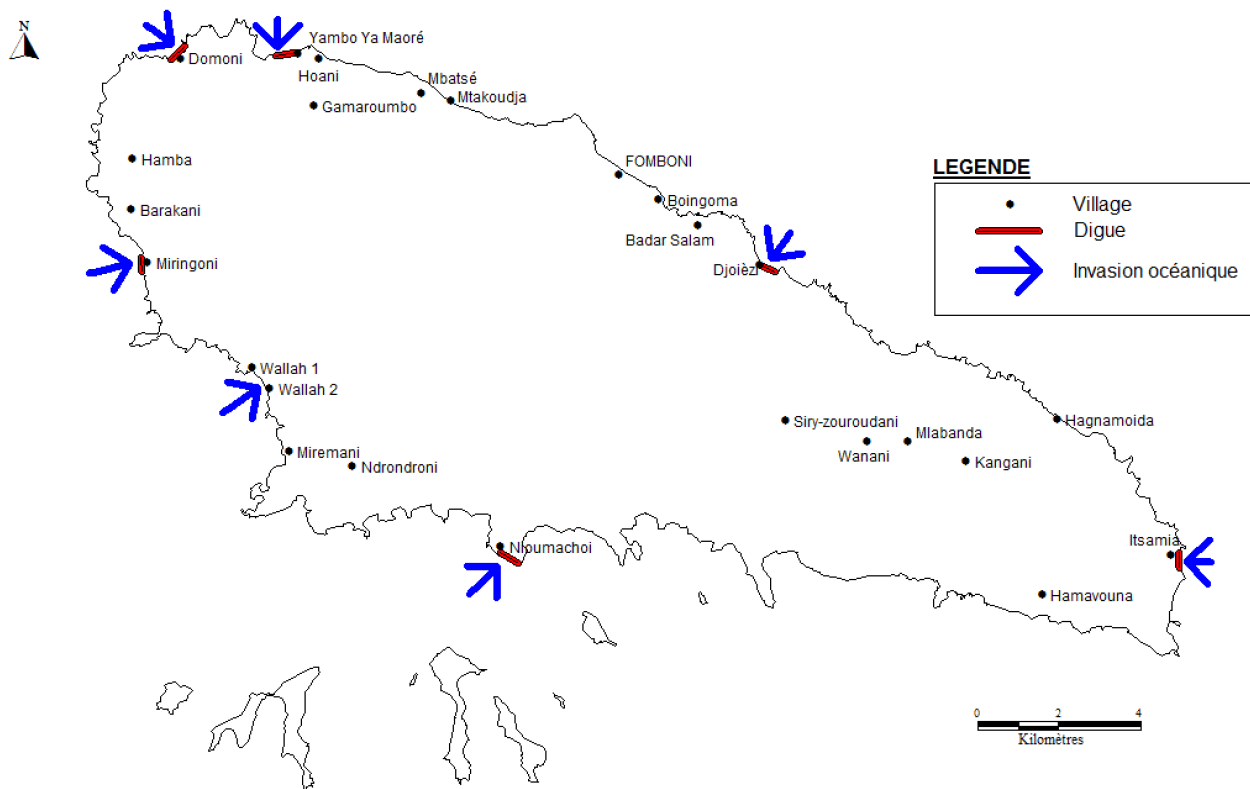 N
Yambo Ya Maoré
Domoni
Hoani
Mbatsé
Mtakoudja
Gamaroumbo
Hamba
FOMBONI
Barakani
Boingoma
Badar Salam
Miringoni
Djoièzi
LEGENDE
Village
Digue
Invasion océanique
Wallah 1
Wallah 2
Siry-zouroudani
Hagnamoida
Mlabanda
Wanani
Miremani
Ndrondroni
Kangani
Nioumachoi
Itsamia
Hamavouna
0 2 4
Kilomètres